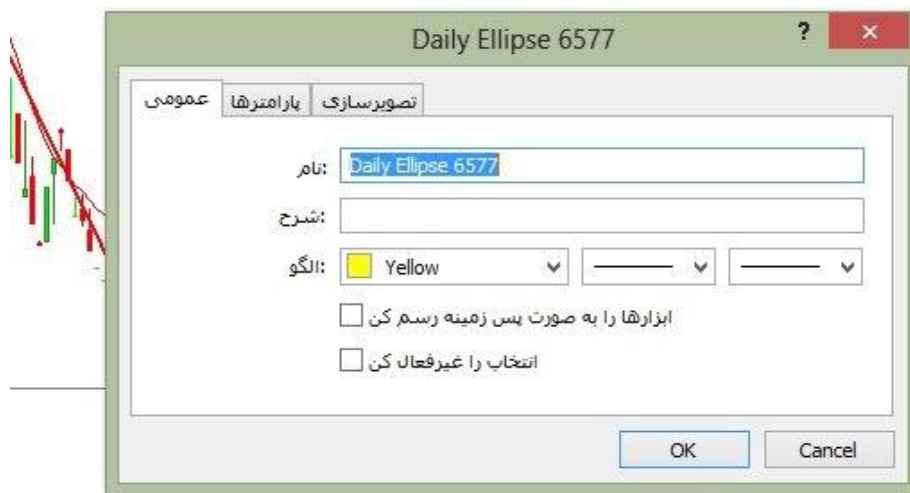 Daily Ellipse 6577
?
عمومی
پارامترها
تصویرسازی
نام:
Daily Ellipse 6577
شرح:
الگو:
Yellow
ابزارها را به صورت پس زمینه رسم کن
انتخاب را غیرفعال کن
OK
Cancel